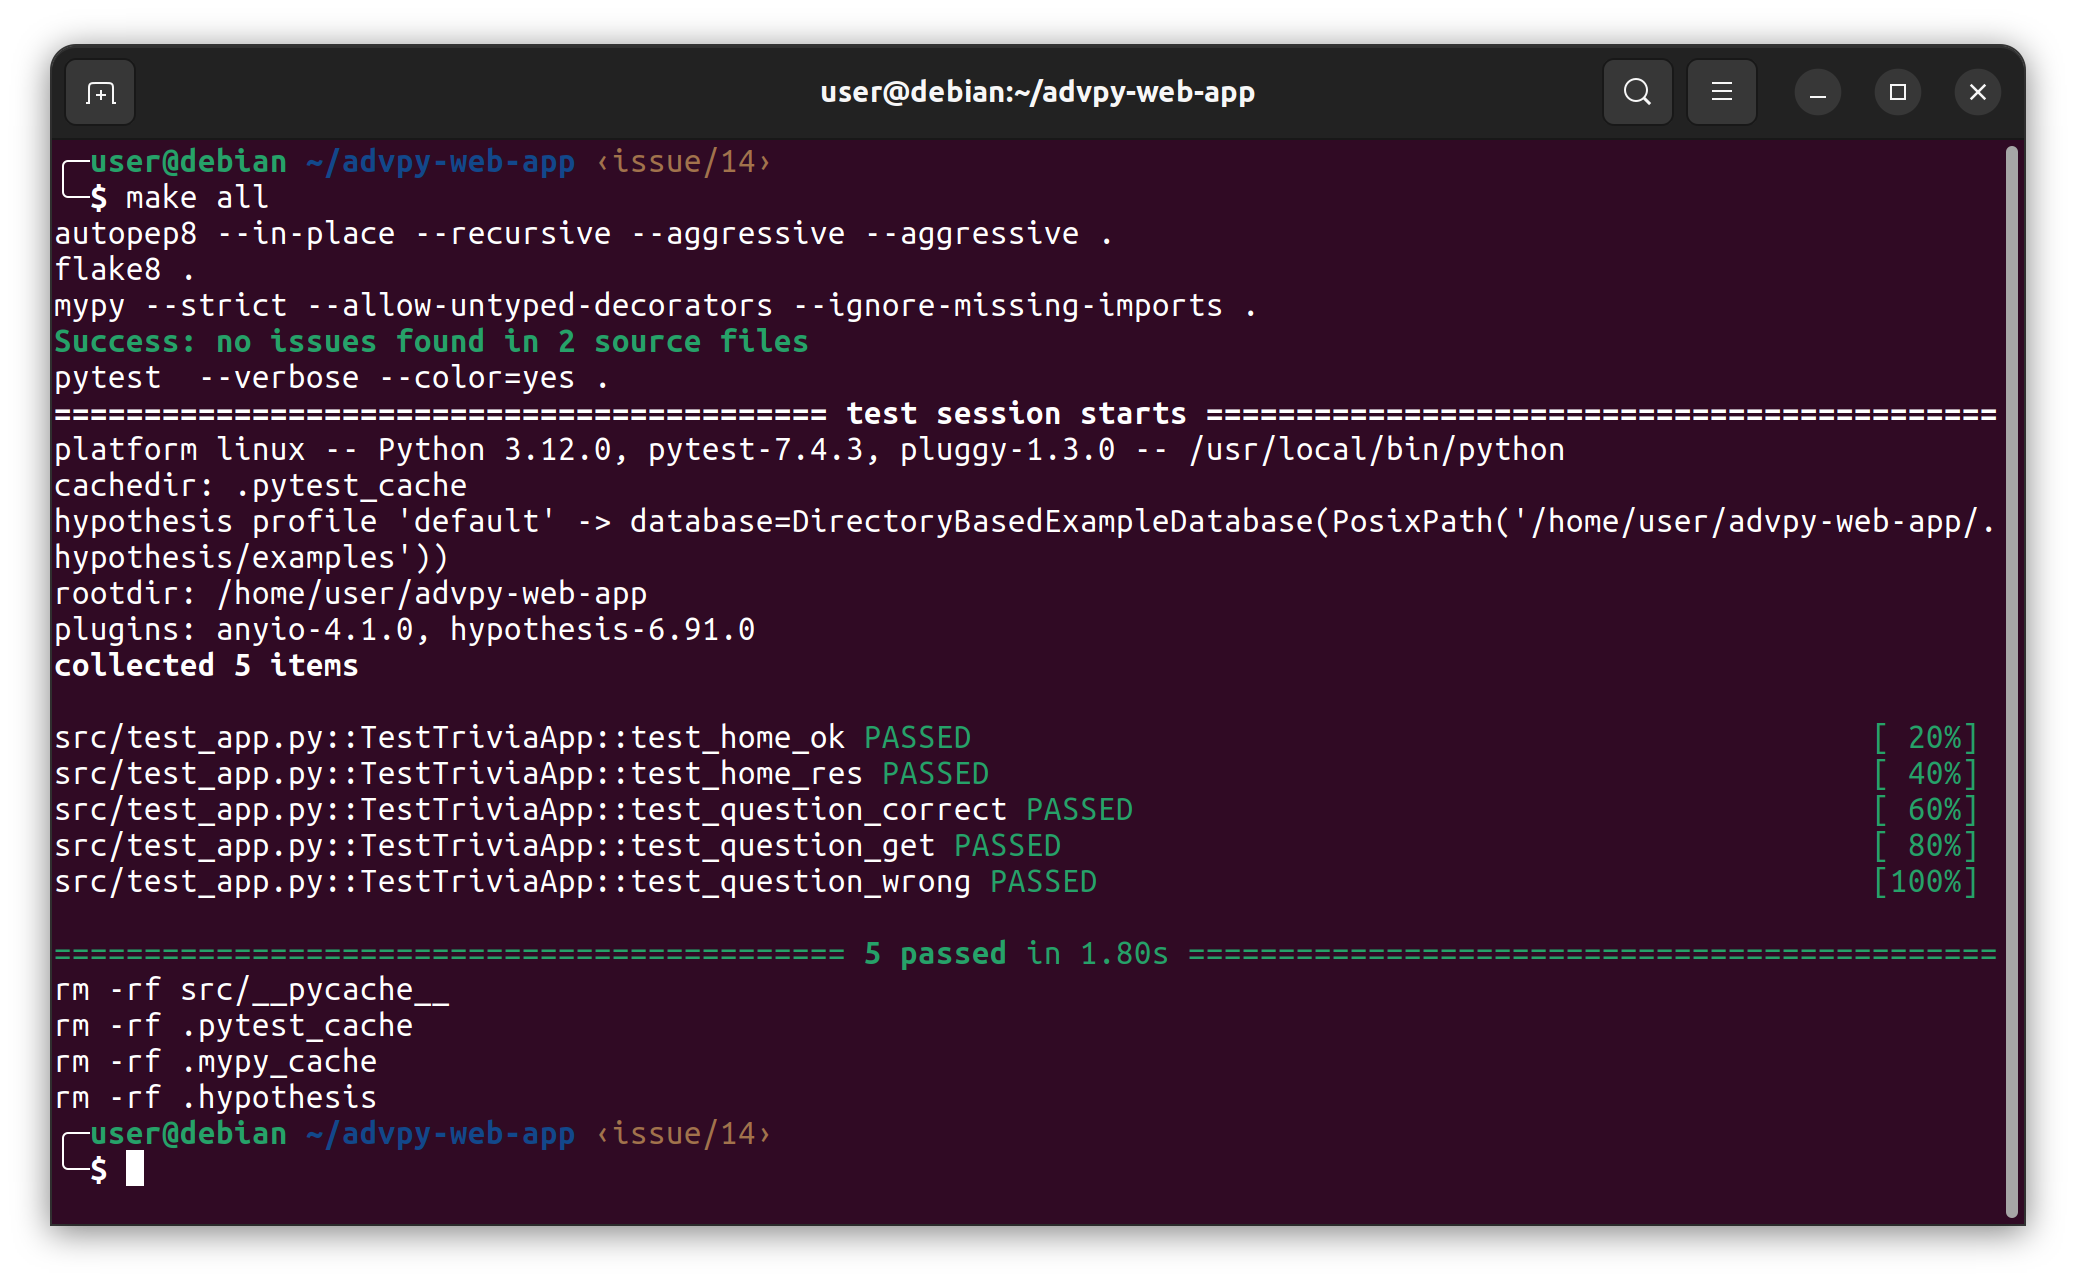 user@debian:~/advpy-web-app
user@debian ~/advpy-web-app ‹issue/14›
$ make all
autopep8 --in-place --recursive --aggressive --aggressive .
flake8 .
mypy --strict --allow-untyped-decorators --ignore-missing-imports .
Success: no issues found in 2 source files
pytest  --verbose --color=yes .
=========================================== test session starts ============================================
platform linux -- Python 3.12.0, pytest-7.4.3, pluggy-1.3.0 -- /usr/local/bin/python
cachedir: .pytest_cache
hypothesis profile 'default' -> database=DirectoryBasedExampleDatabase(PosixPath('/home/user/advpy-web-app/.
hypothesis/examples'))
rootdir: /home/user/advpy-web-app
plugins: anyio-4.1.0, hypothesis-6.91.0
collected 5 items
src/test_app.py::TestTriviaApp::test_home_ok PASSED [ 20%]
src/test_app.py::TestTriviaApp::test_home_res PASSED [ 40%]
src/test_app.py::TestTriviaApp::test_question_correct PASSED [ 60%]
src/test_app.py::TestTriviaApp::test_question_get PASSED [ 80%]
src/test_app.py::TestTriviaApp::test_question_wrong PASSED [100%]
============================================ 5 passed in 1.80s =============================================
rm -rf src/__pycache__
rm -rf .pytest_cache
rm -rf .mypy_cache
rm -rf .hypothesis
user@debian ~/advpy-web-app ‹issue/14›
$